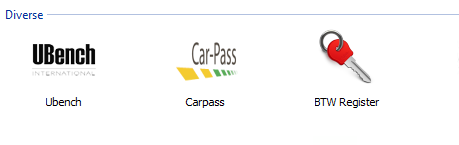 Diverse
UBench
INTERNATIONAL
Car-Pass
Ubench
Carpass
BTW Register